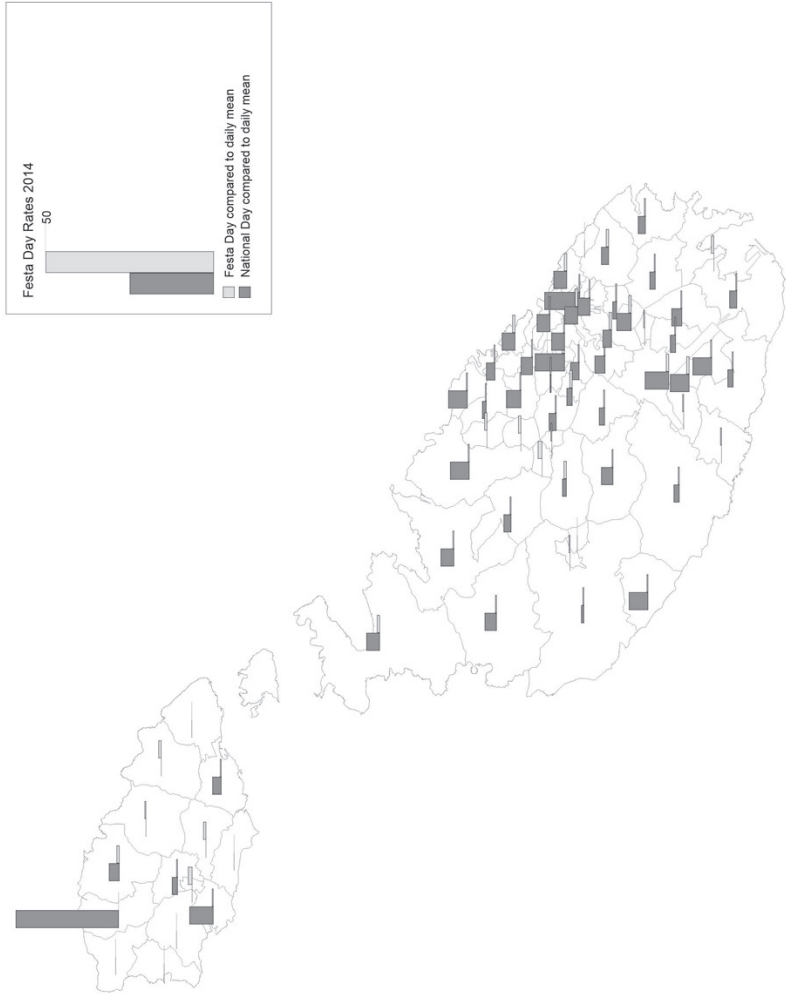 Festa Day Rates 2014
50
Festa Day compared to daily mean
National Day compared to daily mean